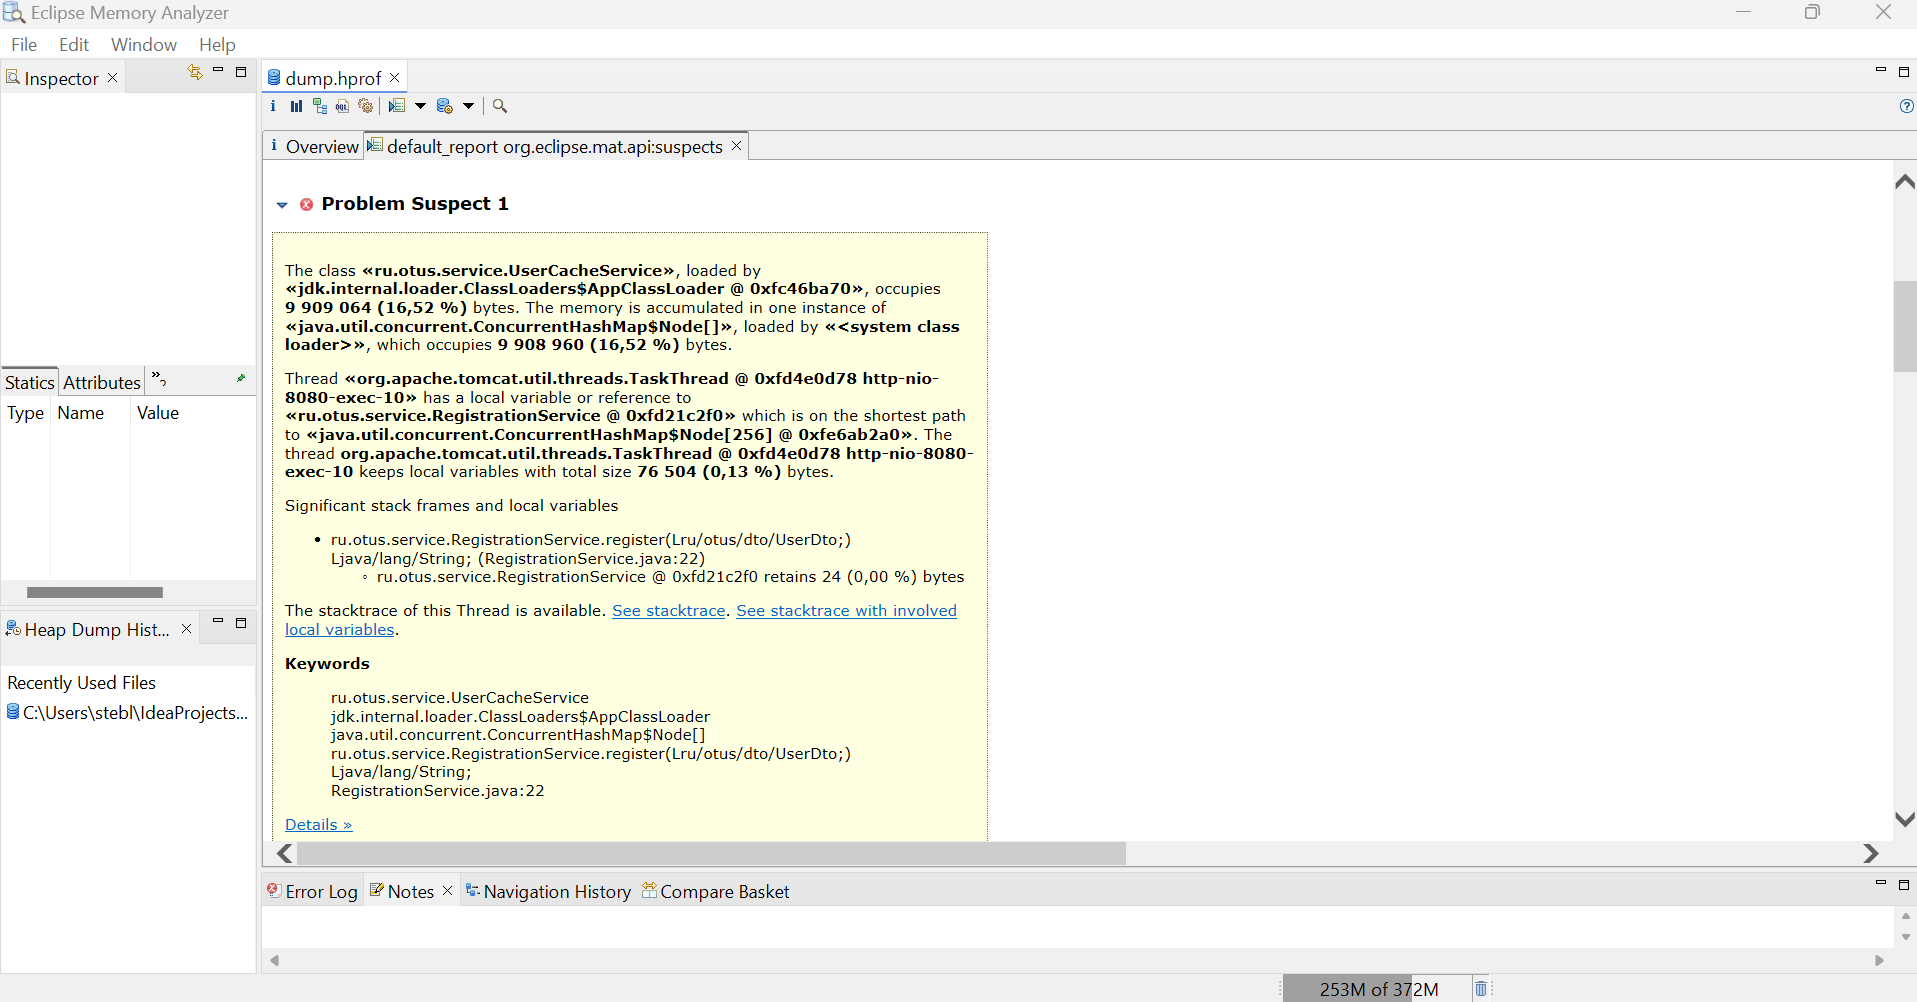 Eclipse Memory Analyzer
File Edit Window Help
Inspector
Statics Attributes »2
Type Name Value
Heap Dump Hist...
Recently Used Files
C:\Users\stebl\IdeaProjects...
dump.hprof
Overview default_report org.eclipse.mat.api:suspects
Problem Suspect 1
The class «ru.otus.service.UserCacheService», loaded by
«jdk.internal.loader.ClassLoaders$AppClassLoader @ 0xfc46ba70», occupies
9 909 064 (16,52 %) bytes. The memory is accumulated in one instance of
«java.util.concurrent.ConcurrentHashMap$Node[]», loaded by «<system class
loader>», which occupies 9 908 960 (16,52 %) bytes.
Thread «org.apache.tomcat.util.threads.TaskThread @ 0xfd4e0d78 http-nio-
8080-exec-10» has a local variable or reference to
«ru.otus.service.RegistrationService @ 0xfd21c2f0» which is on the shortest path
to «java.util.concurrent.ConcurrentHashMap$Node[256] @ 0xfe6ab2a0». The
thread org.apache.tomcat.util.threads.TaskThread @ 0xfd4e0d78 http-nio-8080-
exec-10 keeps local variables with total size 76 504 (0,13 %) bytes.
Significant stack frames and local variables
• ru.otus.service.RegistrationService.register(Lru/otus/dto/UserDto;)
Ljava/lang/String; (RegistrationService.java:22)
◦ ru.otus.service.RegistrationService @ 0xfd21c2f0 retains 24 (0,00 %) bytes
The stacktrace of this Thread is available. See stacktrace. See stacktrace with involved
local variables.
Keywords
ru.otus.service.UserCacheService
jdk.internal.loader.ClassLoaders$AppClassLoader
java.util.concurrent.ConcurrentHashMap$Node[]
ru.otus.service.RegistrationService.register(Lru/otus/dto/UserDto;)
Ljava/lang/String;
RegistrationService.java:22
Details »
Error Log Notes Navigation History Compare Basket
253M of 372M